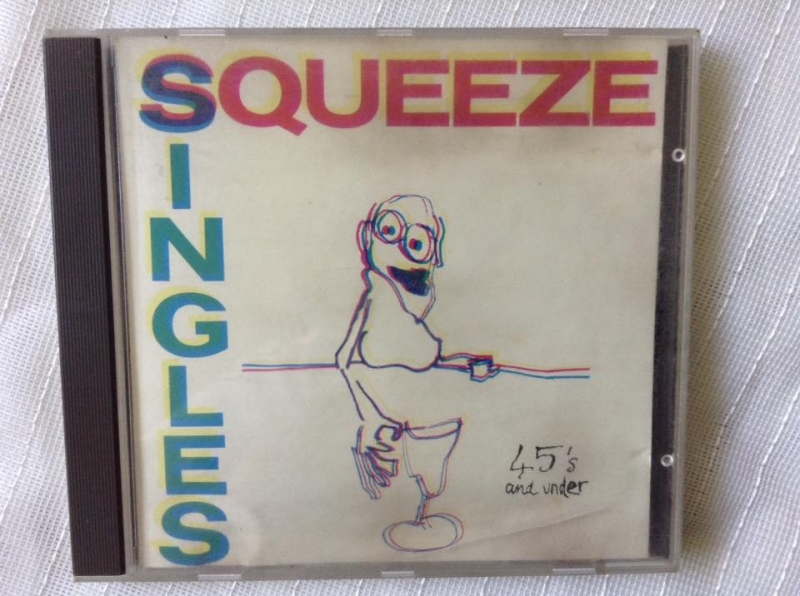 SQUEEZE
SINGLES
45's
and under